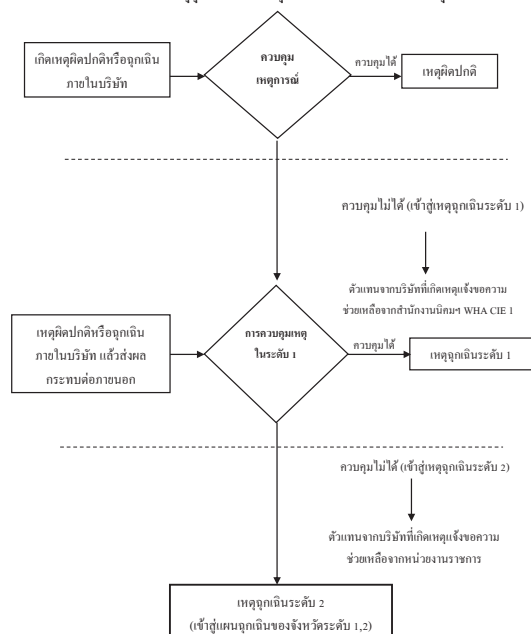 เกิดเหตุผิดปกติหรือฉุกเฉิน
ภายในบริษัท
ควบคุม
เหตุการณ์
ควบคุมได้
เหตุผิดปกติ
ควบคุมไม่ได้ (เข้าสู่เหตุฉุกเฉินระดับ 1)
ตัวแทนจากบริษัทที่เกิดเหตุแจ้งขอความ
ช่วยเหลือจากสำนักงานนิคมฯ WHA CIE 1
เหตุผิดปกติหรือฉุกเฉิน
ภายในบริษัท แล้วส่งผล
กระทบต่อภายนอก
การควบคุมเหตุ
ในระดับ 1
ควบคุมได้
เหตุฉุกเฉินระดับ 1
ควบคุมไม่ได้ (เข้าสู่เหตุฉุกเฉินระดับ 2)
ตัวแทนจากบริษัทที่เกิดเหตุแจ้งขอความ
ช่วยเหลือจากหน่วยงานราชการ
เหตุฉุกเฉินระดับ 2
(เข้าสู่แผนฉุกเฉินของจังหวัดระดับ 1,2)